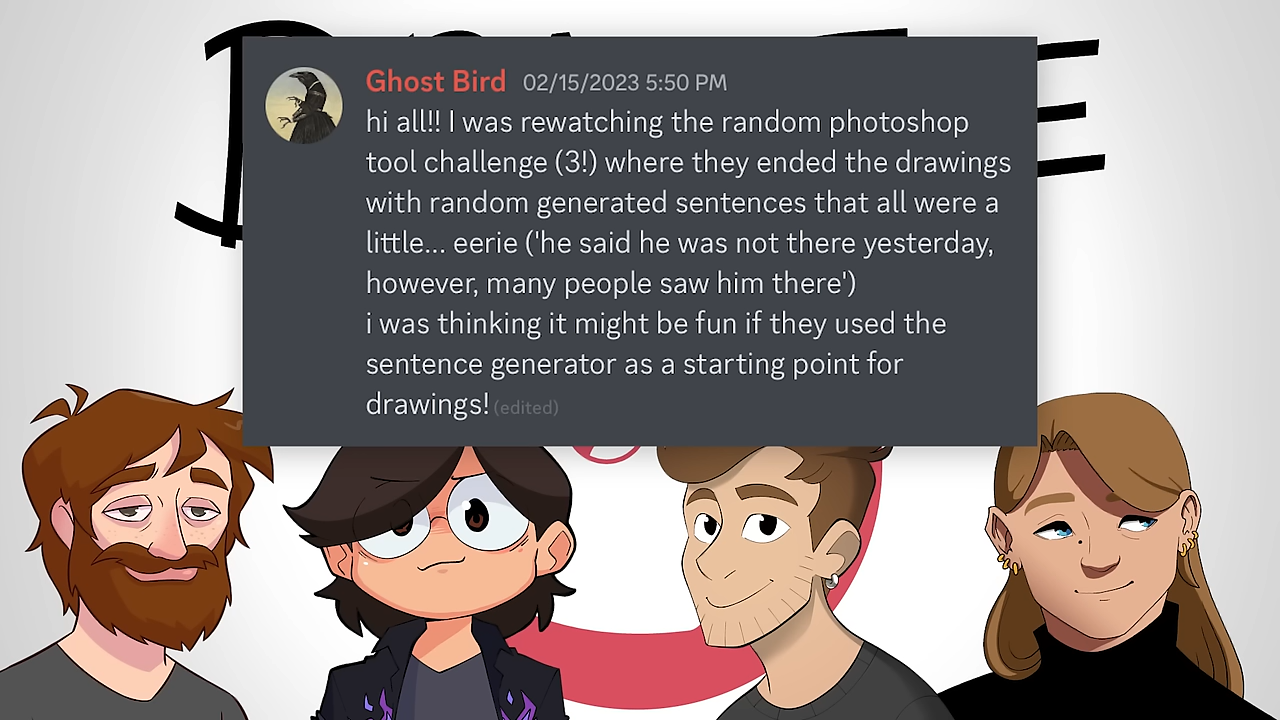 Ghost Bird 02/15/2023 5:50 PM
hi all!! I was rewatching the random photoshop
tool challenge (3!) where they ended the drawings
with random generated sentences that all were a
little... eerie ('he said he was not there yesterday,
however, many people saw him there')
i was thinking it might be fun if they used the
sentence generator as a starting point for
drawings! (edited)